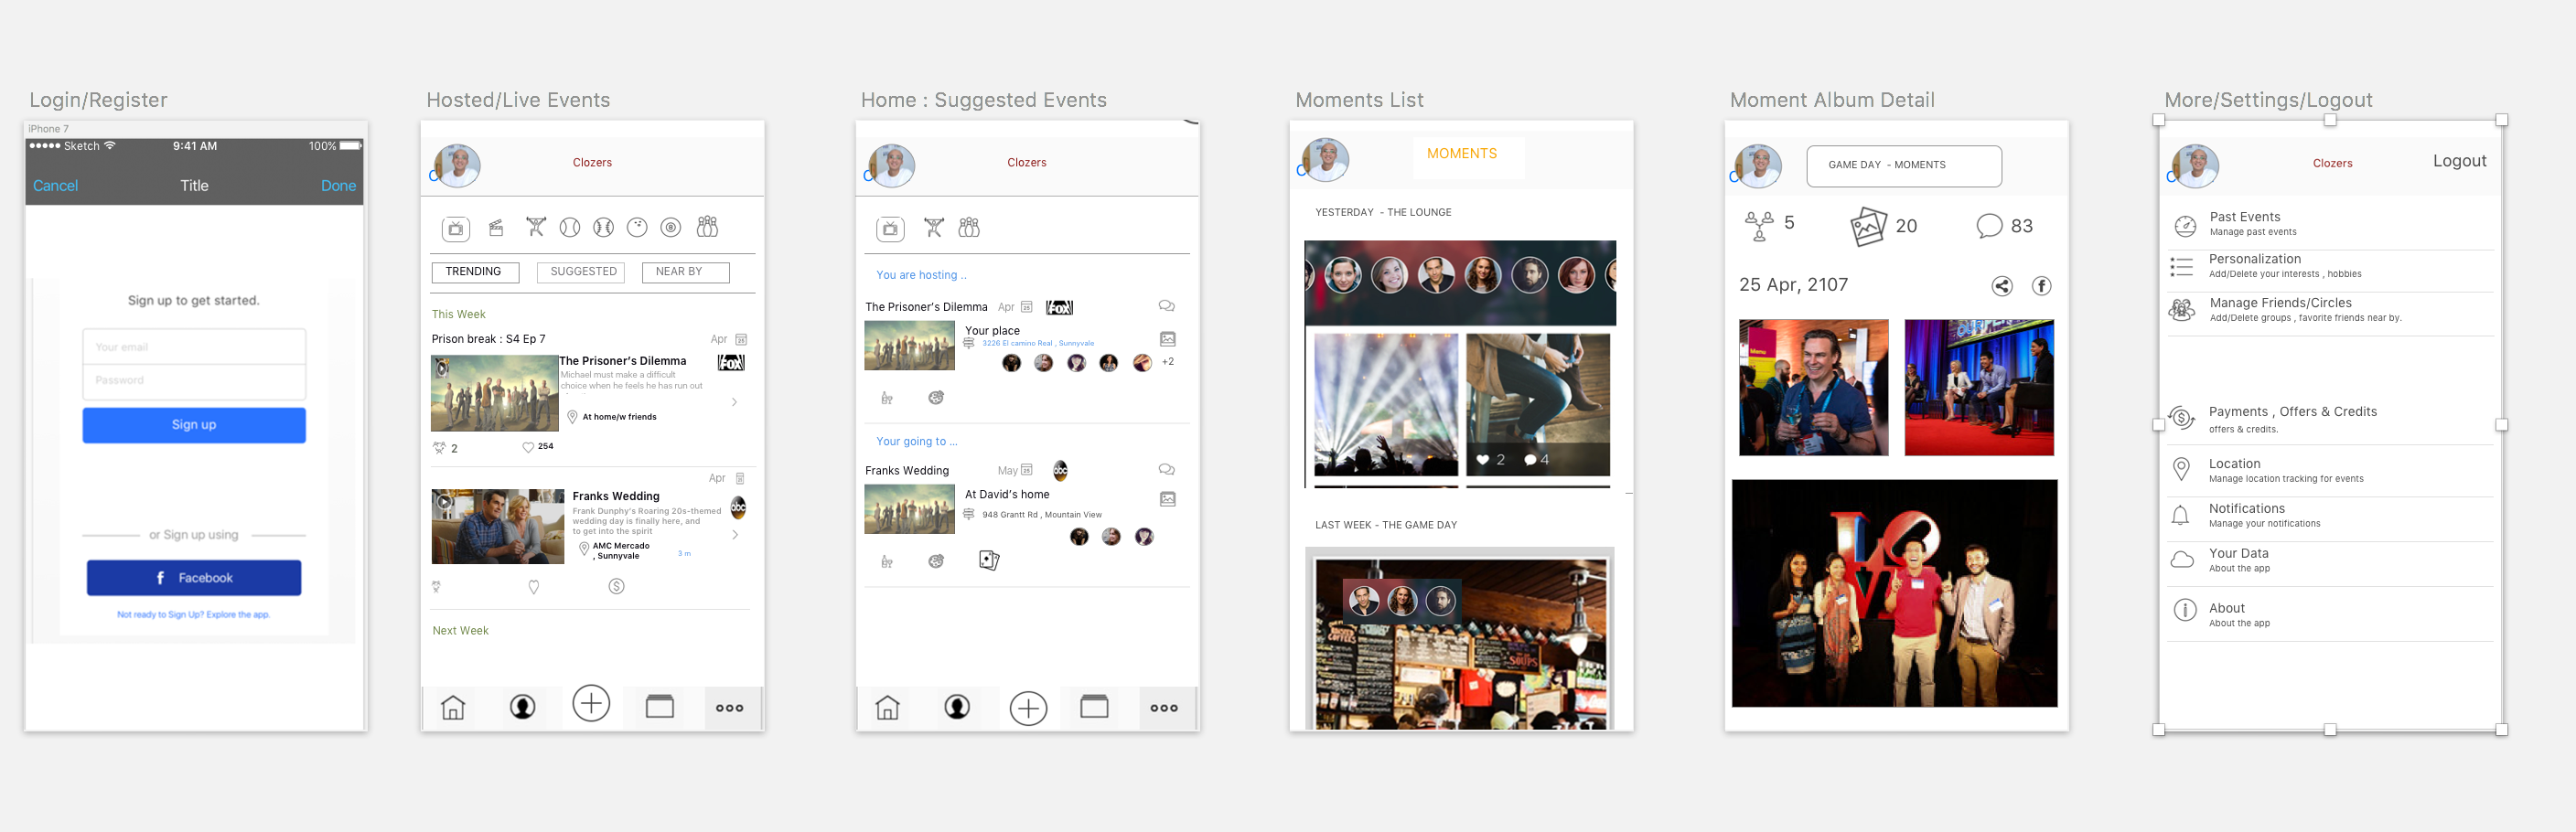 Login/Register
iPhone 7
Sketch
9:41 AM
100%
Cancel
Title
Done
Sign up to get started.
Your email
Password
Sign up
or Sign up using
f Facebook
Not ready to Sign Up? Explore the app.
Hosted/Live Events
C
Clozers
TRENDING
SUGGESTED
NEAR BY
This Week
Prison break : S4 Ep 7
Apr
The Prisoner's Dilemma
FOX
Michael must make a difficult
choice when he feels he has run out
At home/w friends
2
254
Apr
Franks Wedding
abc
Frank Dunphy's Roaring 20s-themed
wedding day is finally here, and
to get into the spirit
AMC Mercado
, Sunnyvale
3 m
Next Week
Home : Suggested Events
C
Clozers
You are hosting ..
The Prisoner's Dilemma
Apr
25
FOX
Your place
3226 El camino Real , Sunnyvale
+2
Your going to ...
Franks Wedding
May
25
abc
At David's home
948 Grantt Rd , Mountain View
Moments List
C
MOMENTS
YESTERDAY - THE LOUNGE
2
4
LAST WEEK - THE GAME DAY
SOUPS
Moment Album Detail
C
GAME DAY - MOMENTS
5
20
83
25 Apr, 2107
f
LOVE
More/Settings/Logout
C
Clozers
Logout
Past Events
Manage past events
Personalization
Add/Delete your interests , hobbies
Manage Friends/Circles
Add/Delete groups , favorite friends near by.
Payments , Offers & Credits
offers & credits.
Location
Manage location tracking for events
Notifications
Manage your notifications
Your Data
About the app
About
About the app